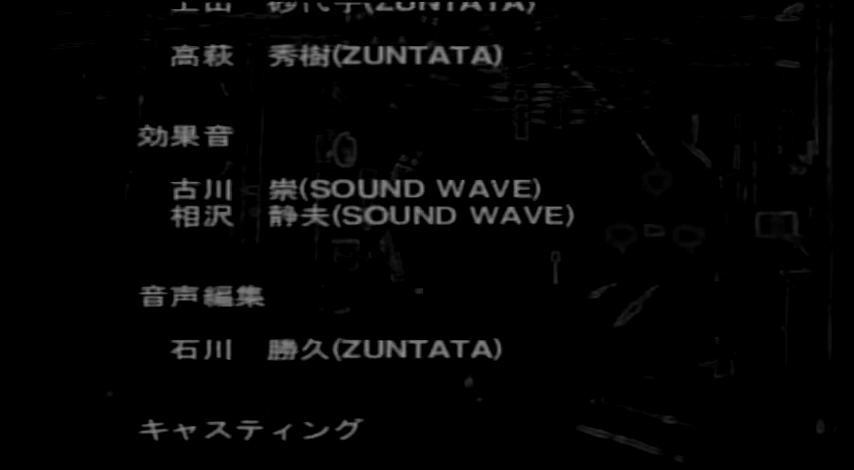 高萩　秀樹(ZUNTATA)
効果音
古川　崇(SOUND WAVE)
相沢　静夫(SOUND WAVE)
音声編集
石川　勝久(ZUNTATA)
キャスティング